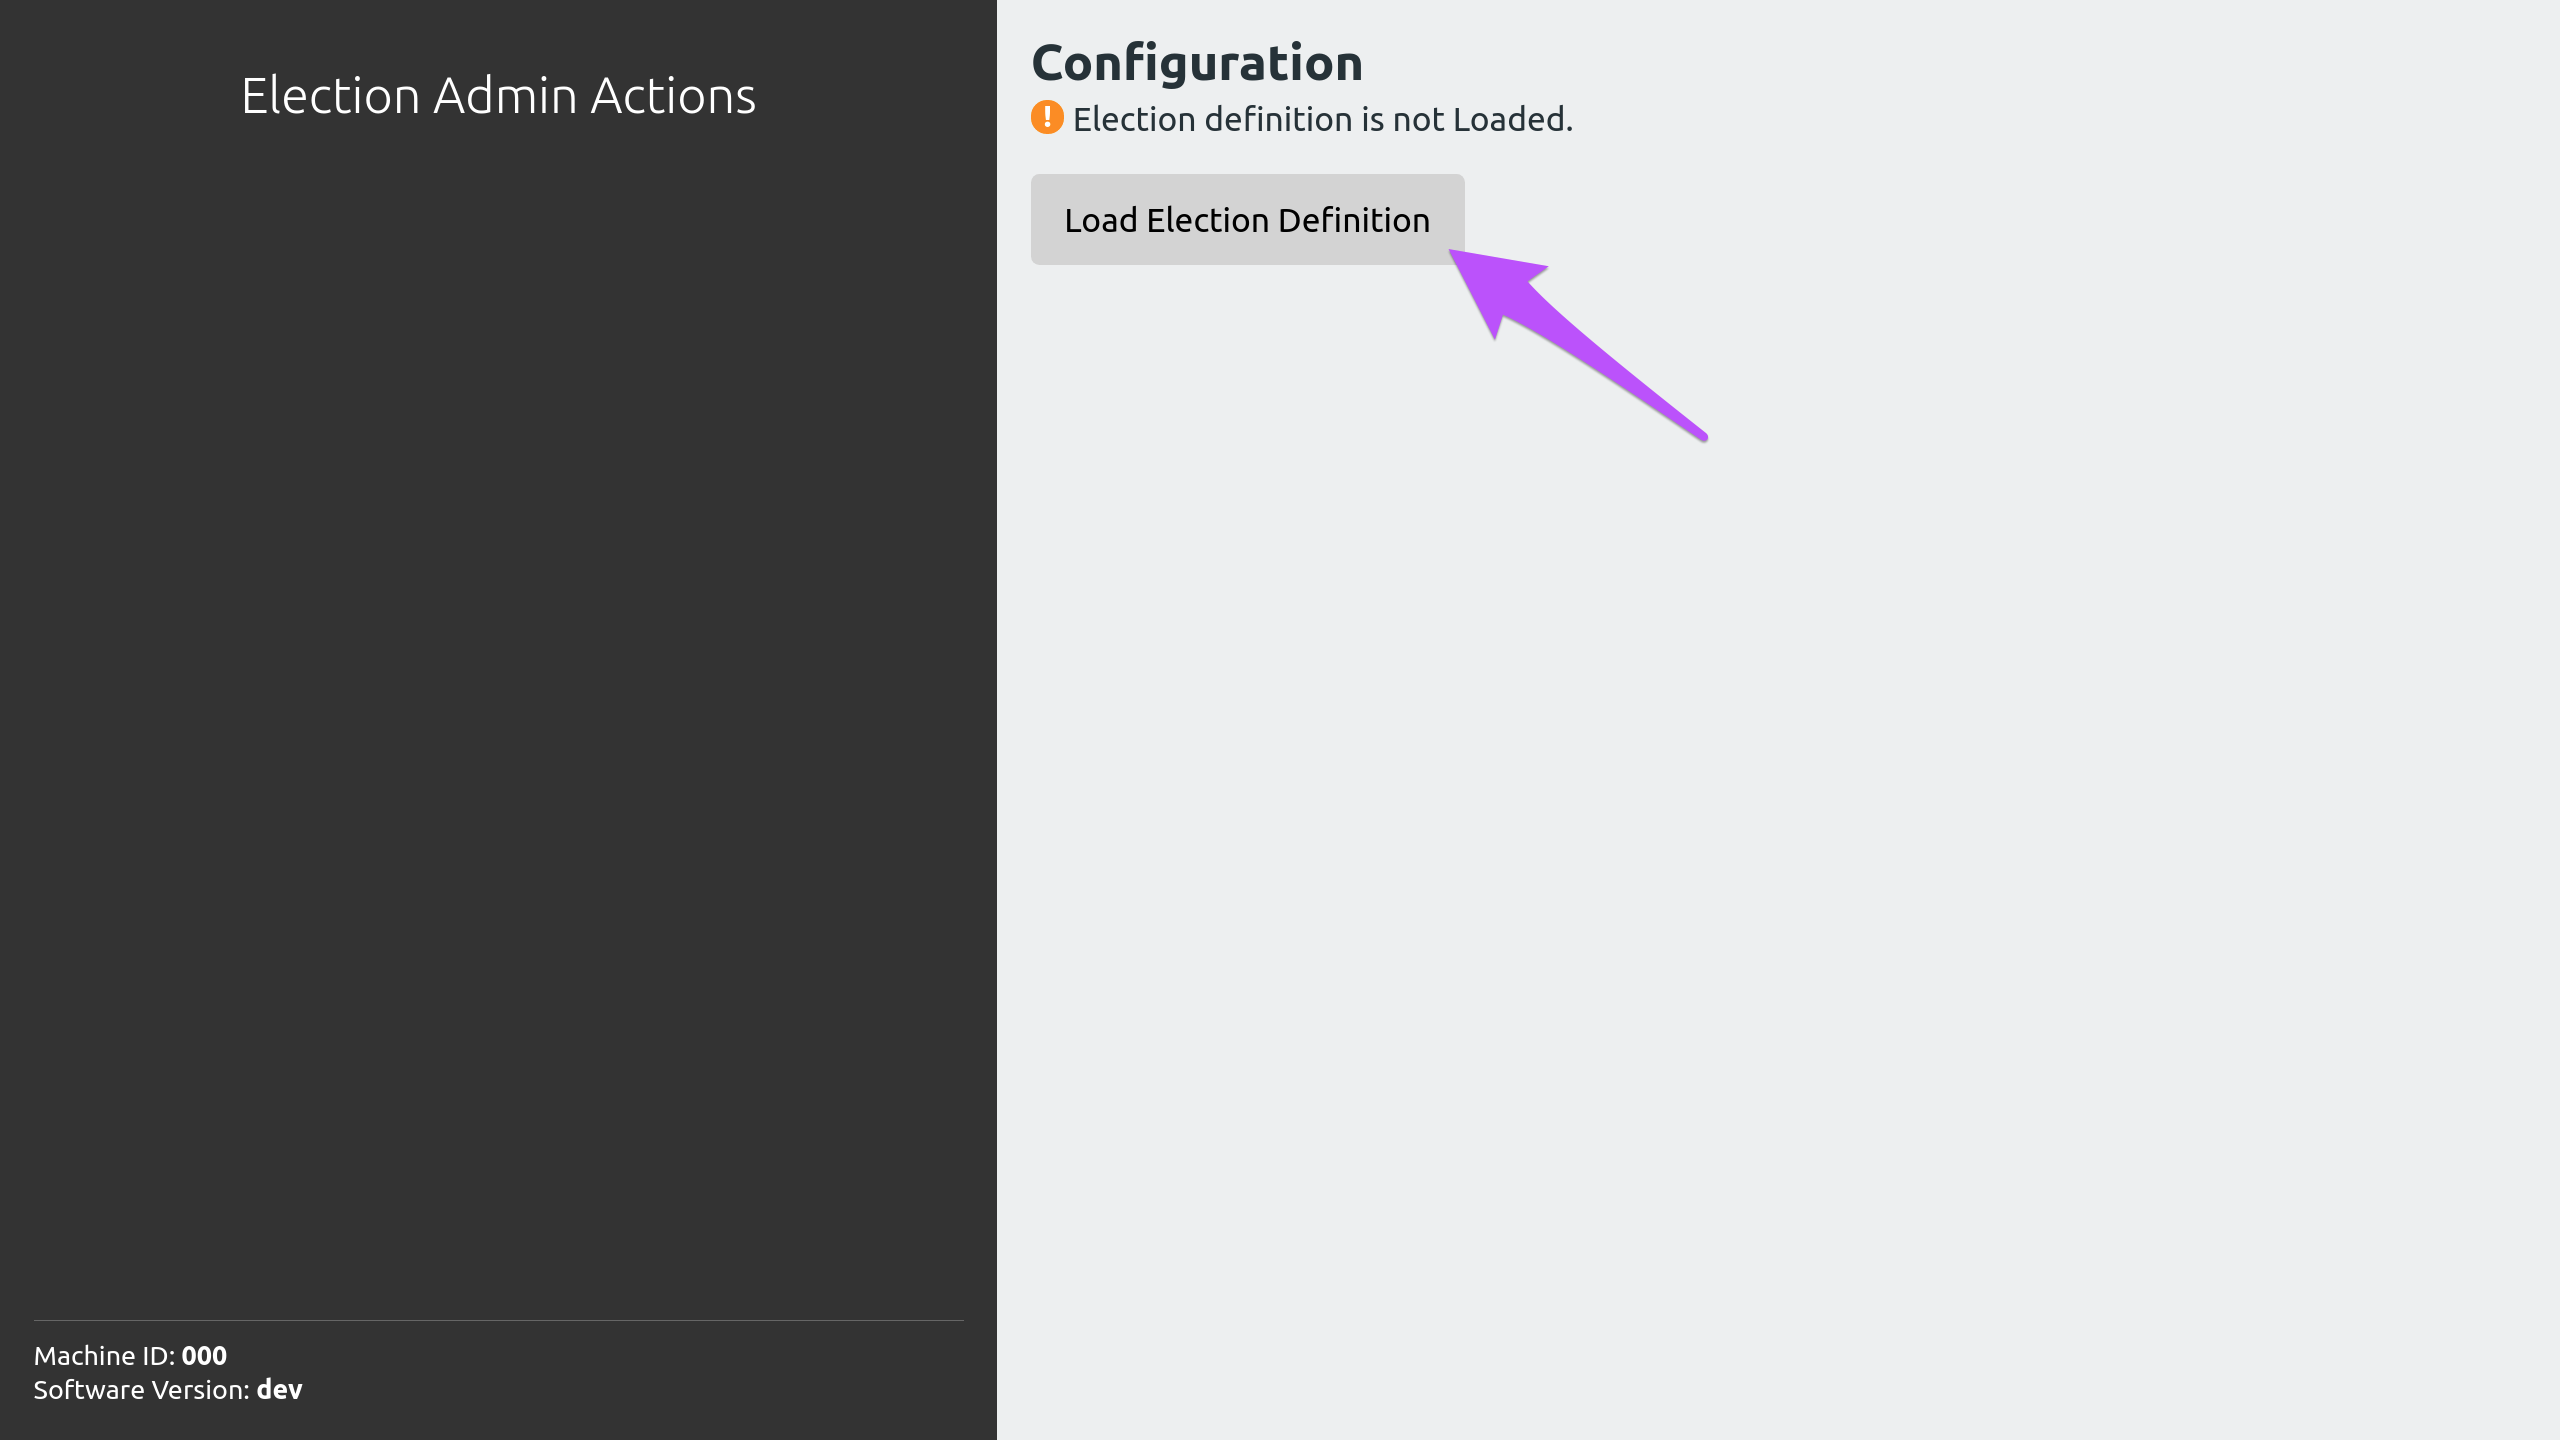 Election Admin Actions
Machine ID: 000
Software Version: dev
Configuration
Election definition is not Loaded.
Load Election Definition